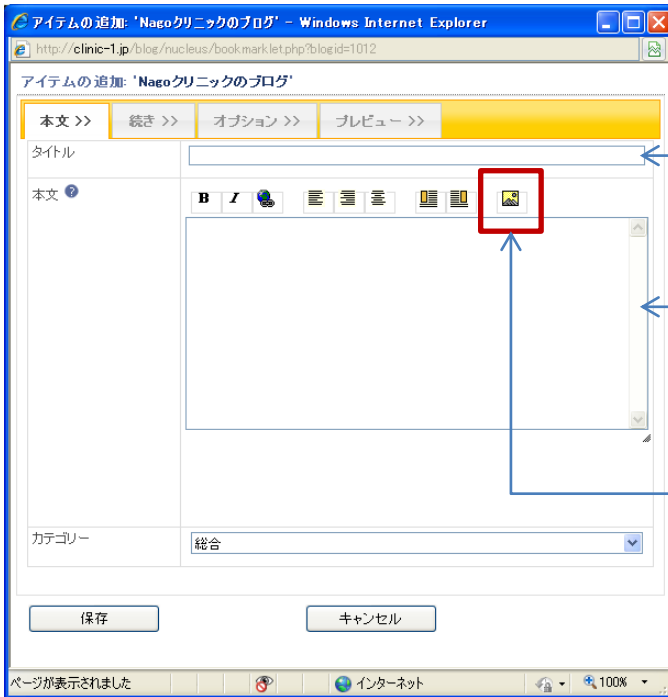 アイテムの追加: 'Nagoクリニックのブログ' - Windows Internet Explorer
http://clinic-1.jp/blog/nucleus/bookmarklet.php?blogid=1012
アイテムの追加: 'Nagoクリニックのブログ'
本文 >> 続き >> オプション >> プレビュー >>
タイトル
本文 ?
B I
カテゴリー 総合
保存 キャンセル
ページが表示されました インターネット 100%